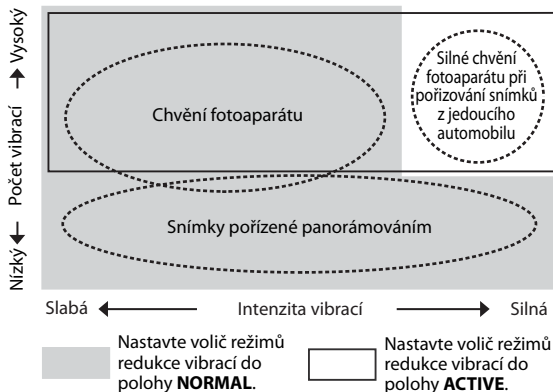 Vysoký
Počet vibrací
Nízký
Chvění fotoaparátu
Silné chvění
fotoaparátu při
pořizování snímků
z jedoucího
automobilu
Snímky pořízené panorámováním
Slabá
Intenzita vibrací
Silná
Nastavte volič režimů
redukce vibrací do
polohy NORMAL.
Nastavte volič režimů
redukce vibrací do
polohy ACTIVE.